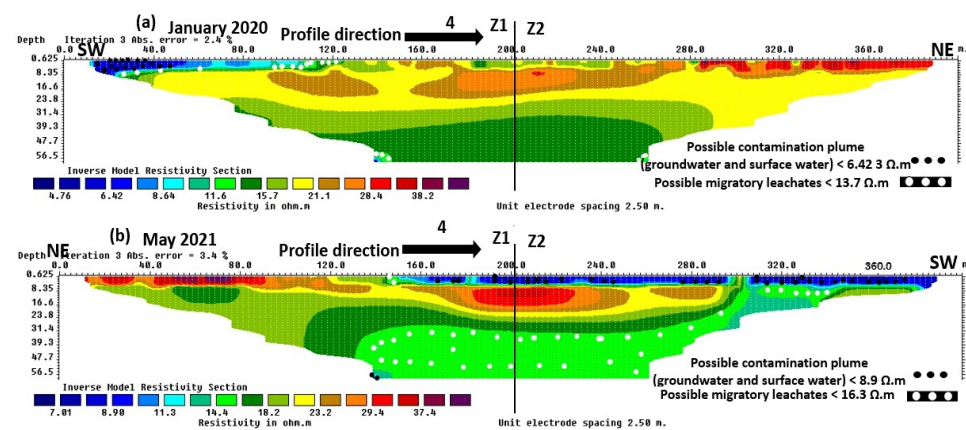 (a) January 2020
4 Z1 Z2
Depth Iteration 3 Abs. error = 2.4 %
SW Profile direction NE
0.0 40.0 80.0 120.0 200.0 280.0 320.0 360.0 m.
0.625
8.35
16.6
23.8
31.4
39.3
47.7
56.5
Possible contamination plume
(groundwater and surface water) < 6.42 3 Ω.m
Possible migratory leachates < 13.7 Ω.m
Inverse Model Resistivity Section
4.76 6.42 8.64 11.6 15.7 21.1 28.4 38.2
Resistivity in ohm.m
Unit electrode spacing 2.50 m.
(b) May 2021
4 Z1 Z2
NE Profile direction SW
Depth Iteration 3 Abs. error = 3.4 %
0.0 40.0 80.0 120.0 160.0 200.0 240.0 280.0 320.0 360.0 m.
0.625
8.35
16.6
23.8
31.4
39.3
47.7
56.5
Possible contamination plume
(groundwater and surface water) < 8.9 Ω.m
Possible migratory leachates < 16.3 Ω.m
Inverse Model Resistivity Section
7.01 8.90 11.3 14.4 18.2 23.2 29.4 37.4
Resistivity in ohm.m
Unit electrode spacing 2.50 m.